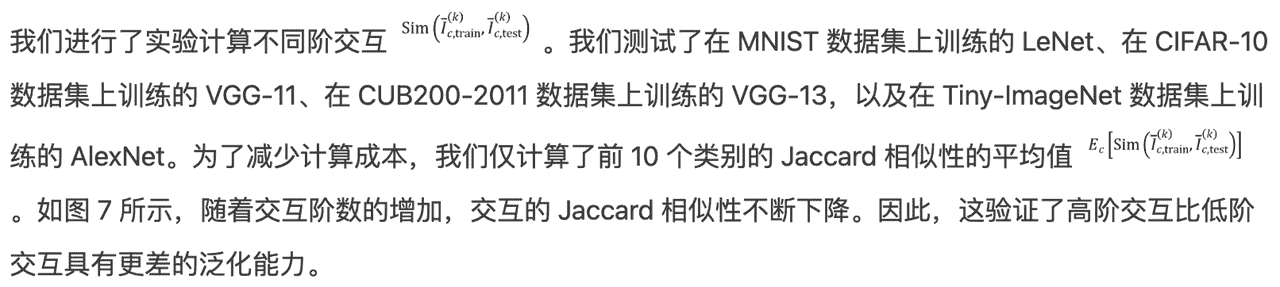 我们进行了实验计算不同阶交互 Sim(Ī_{c,train}^{(k)}, Ī_{c,test}^{(k)}) 。我们测试了在 MNIST 数据集上训练的 LeNet、在 CIFAR-10
数据集上训练的 VGG-11、在 CUB200-2011 数据集上训练的 VGG-13，以及在 Tiny-ImageNet 数据集上训
练的 AlexNet。为了减少计算成本，我们仅计算了前 10 个类别的 Jaccard 相似性的平均值 E_c[Sim(Ī_{c,train}^{(k)}, Ī_{c,test}^{(k)})]
。如图 7 所示，随着交互阶数的增加，交互的 Jaccard 相似性不断下降。因此，这验证了高阶交互比低阶
交互具有更差的泛化能力。